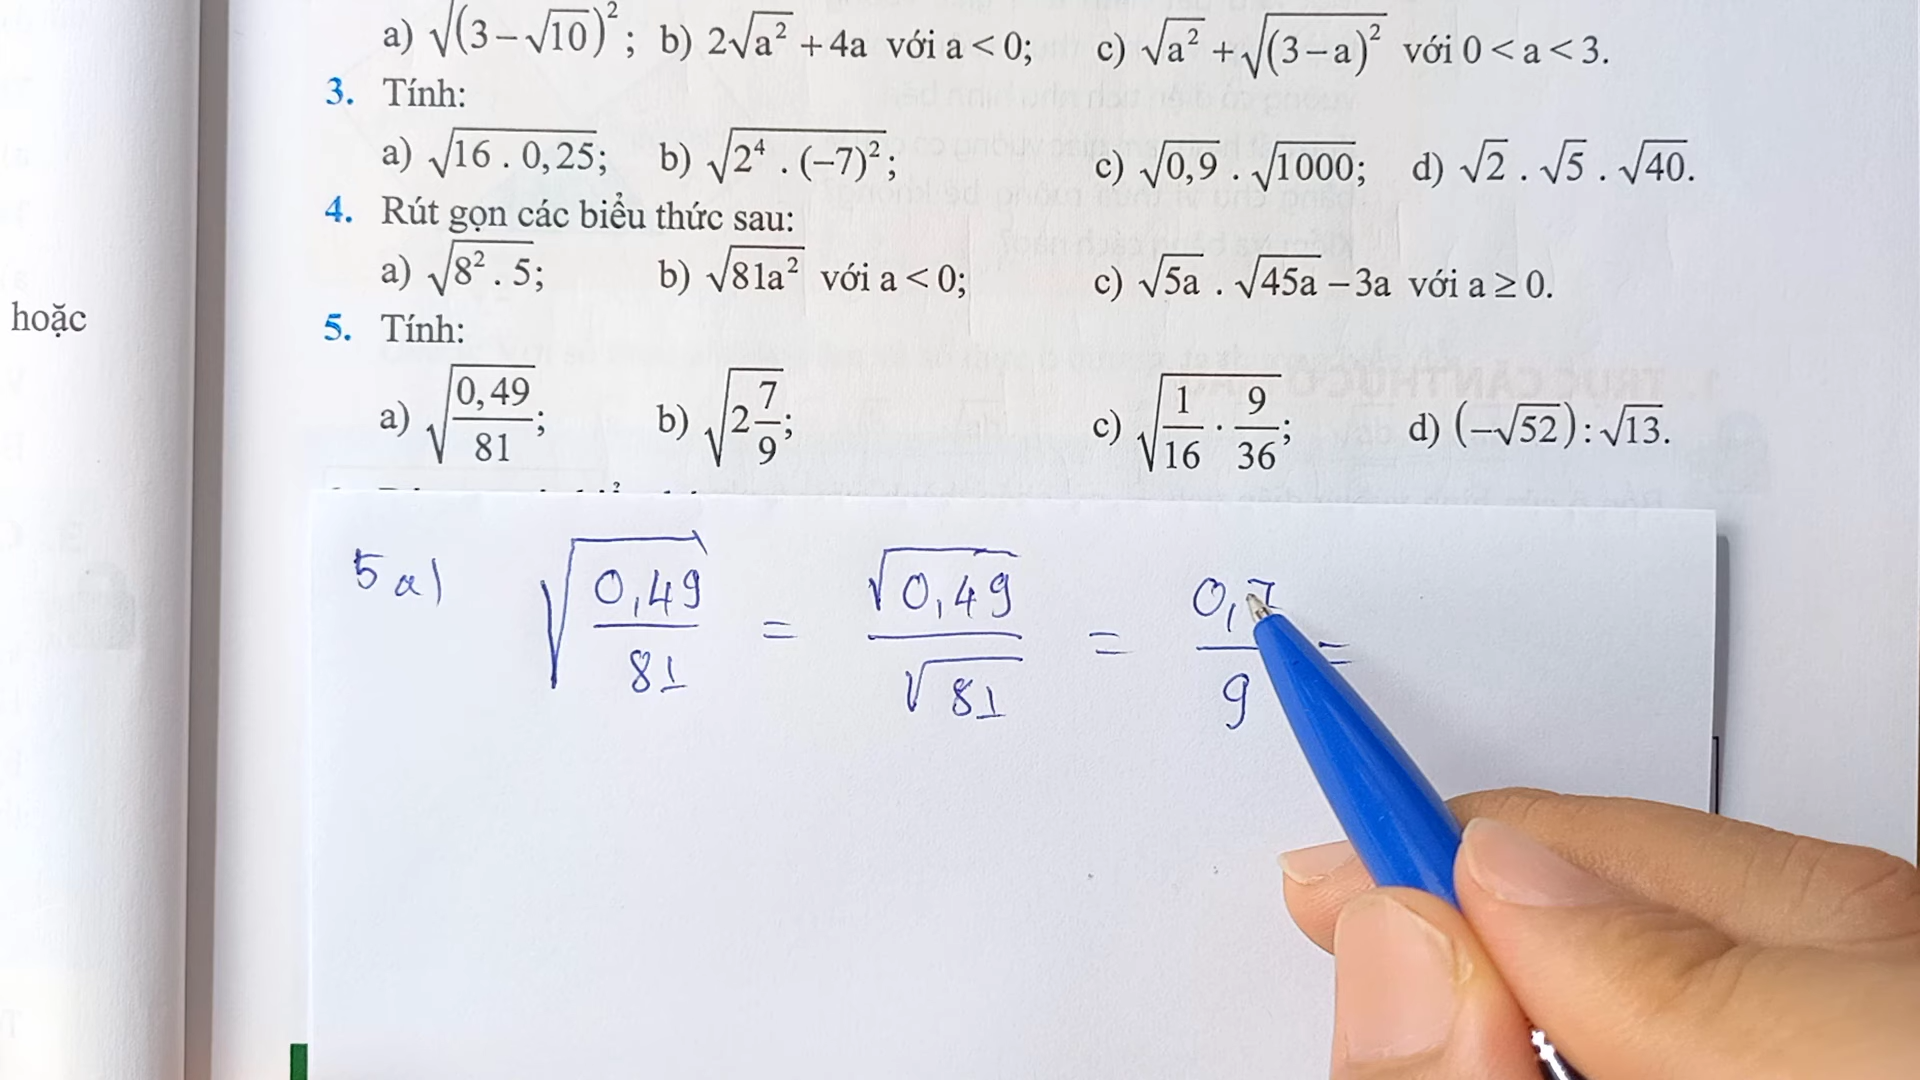 a) √(3−√10)²; b) 2√a² + 4a với a < 0; c) √a² + √(3−a)² với 0 < a < 3.
3. Tính:
a) √16 . 0,25; b) √2⁴ . (−7)²; c) √0,9 . √1000; d) √2 . √5 . √40.
4. Rút gọn các biểu thức sau:
a) √8² . 5; b) √81a² với a < 0; c) √5a . √45a − 3a với a ≥ 0.
hoặc
5. Tính:
a) √0,49/81; b) √2 7/9; c) √1/16 · 9/36; d) (−√52) : √13.
5a) √0,49/81 = √0,49/√81 = 0,7/9 =